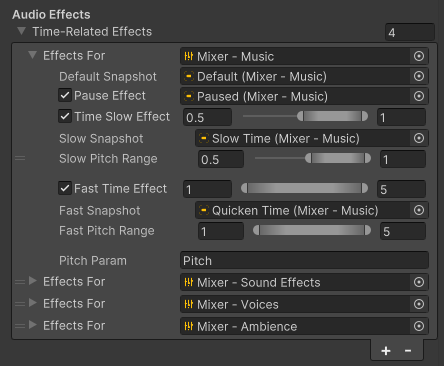 Audio Effects
Time-Related Effects 4
Effects For Mixer - Music
Default Snapshot Default (Mixer - Music)
Pause Effect Paused (Mixer - Music)
Time Slow Effect 0.5 1
Slow Snapshot Slow Time (Mixer - Music)
Slow Pitch Range 0.5 1
Fast Time Effect 1 5
Fast Snapshot Quicken Time (Mixer - Music)
Fast Pitch Range 1 5
Pitch Param Pitch
Effects For Mixer - Sound Effects
Effects For Mixer - Voices
Effects For Mixer - Ambience
+ -